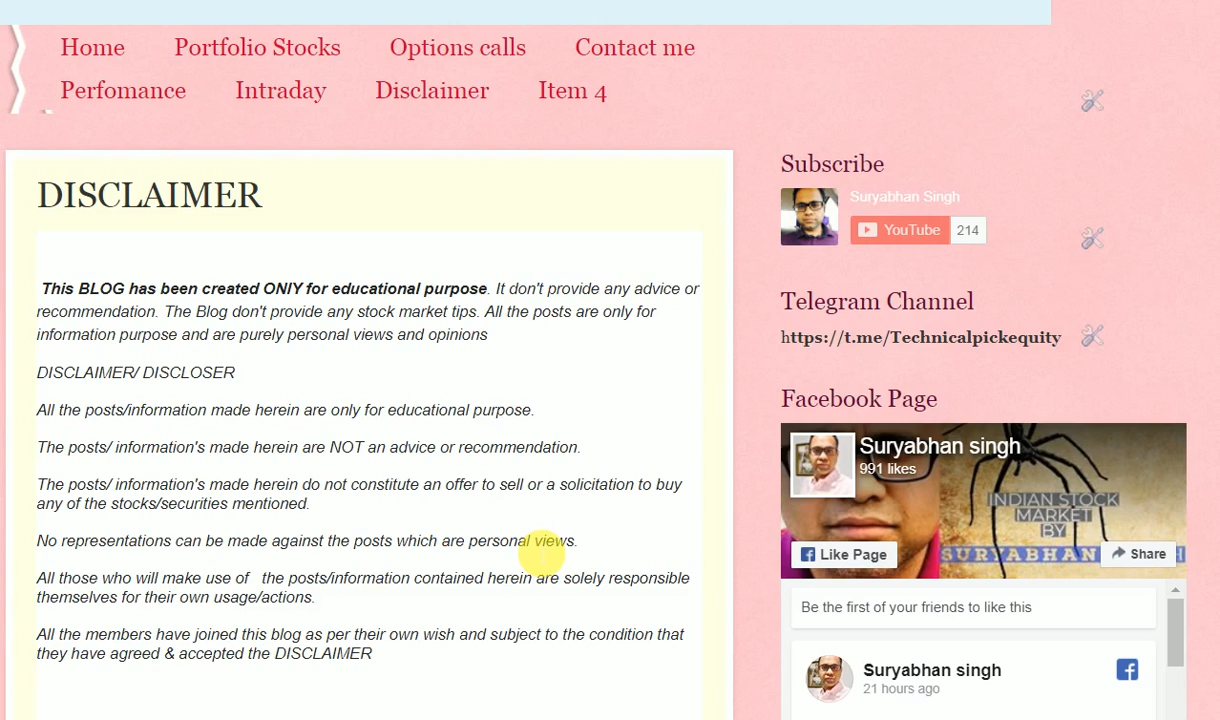 Home Portfolio Stocks Options calls Contact me
Perfomance Intraday Disclaimer Item 4
DISCLAIMER
This BLOG has been created ONlY for educational purpose. It don't provide any advice or
recommendation. The Blog don't provide any stock market tips. All the posts are only for
information purpose and are purely personal views and opinions
DISCLAIMER/ DISCLOSER
All the posts/information made herein are only for educational purpose.
The posts/ information's made herein are NOT an advice or recommendation.
The posts/ information's made herein do not constitute an offer to sell or a solicitation to buy
any of the stocks/securities mentioned.
No representations can be made against the posts which are personal views.
All those who will make use of the posts/information contained herein are solely responsible
themselves for their own usage/actions.
All the members have joined this blog as per their own wish and subject to the condition that
they have agreed & accepted the DISCLAIMER
Subscribe
Suryabhan Singh
YouTube 214
Telegram Channel
https://t.me/Technicalpickequity
Facebook Page
Suryabhan singh
991 likes
INDIAN STOCK
MARKET
BY
SURYABHAN
Like Page
Share
Be the first of your friends to like this
Suryabhan singh
21 hours ago